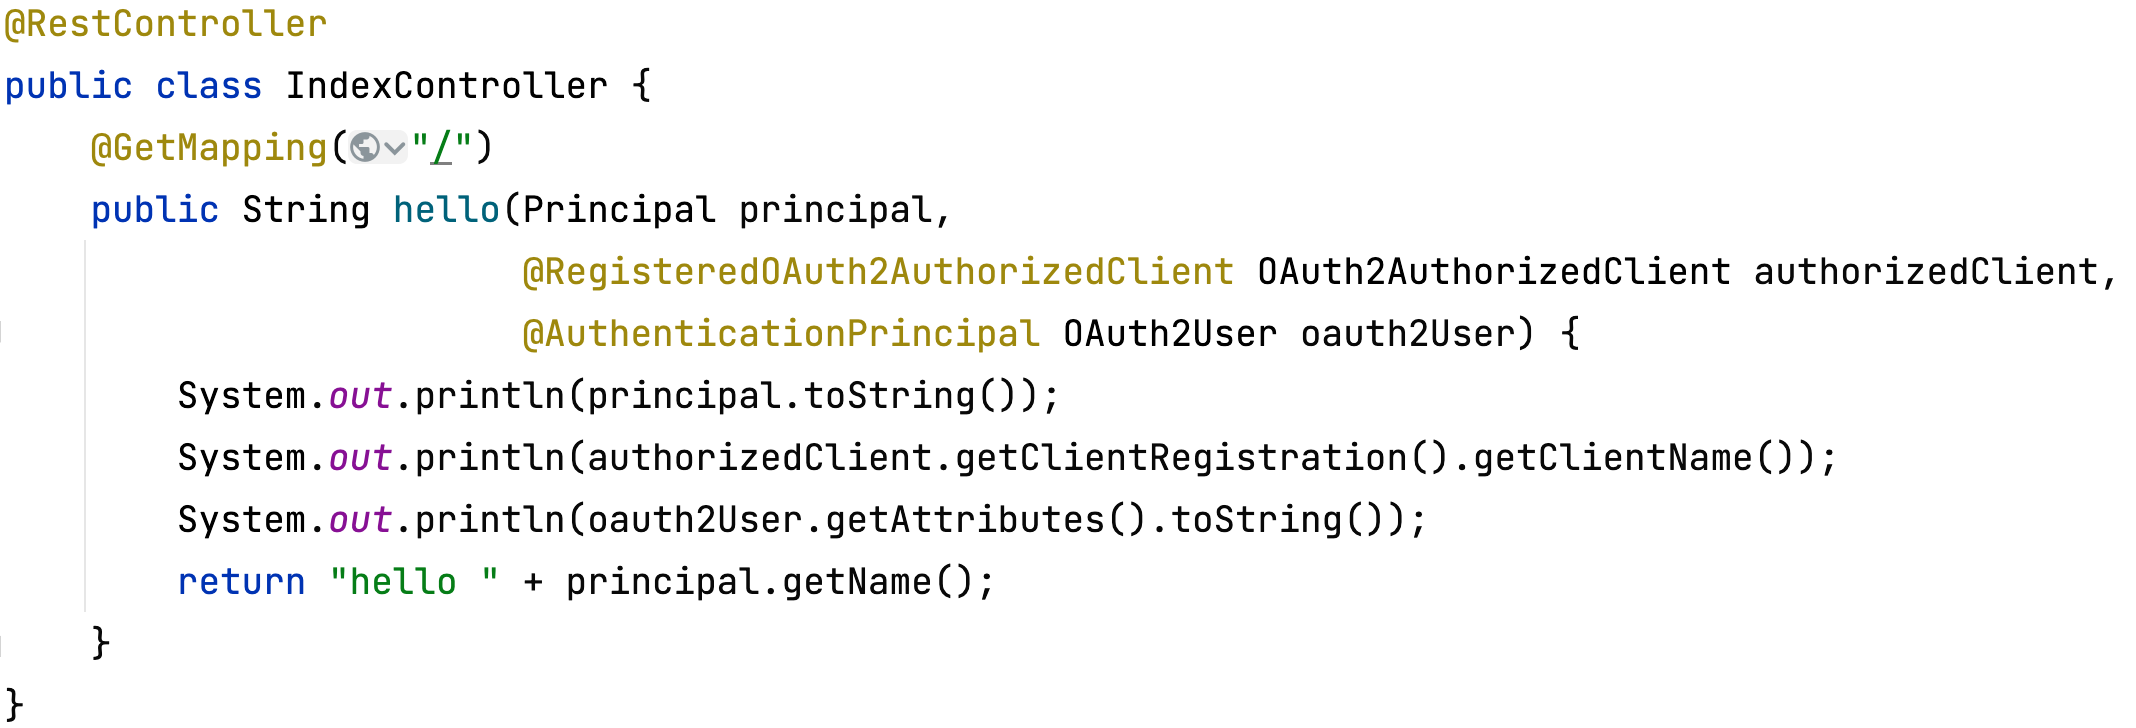 @RestController
public class IndexController {
    @GetMapping("/")
    public String hello(Principal principal,
                        @RegisteredOAuth2AuthorizedClient OAuth2AuthorizedClient authorizedClient,
                        @AuthenticationPrincipal OAuth2User oauth2User) {
        System.out.println(principal.toString());
        System.out.println(authorizedClient.getClientRegistration().getClientName());
        System.out.println(oauth2User.getAttributes().toString());
        return "hello " + principal.getName();
    }
}